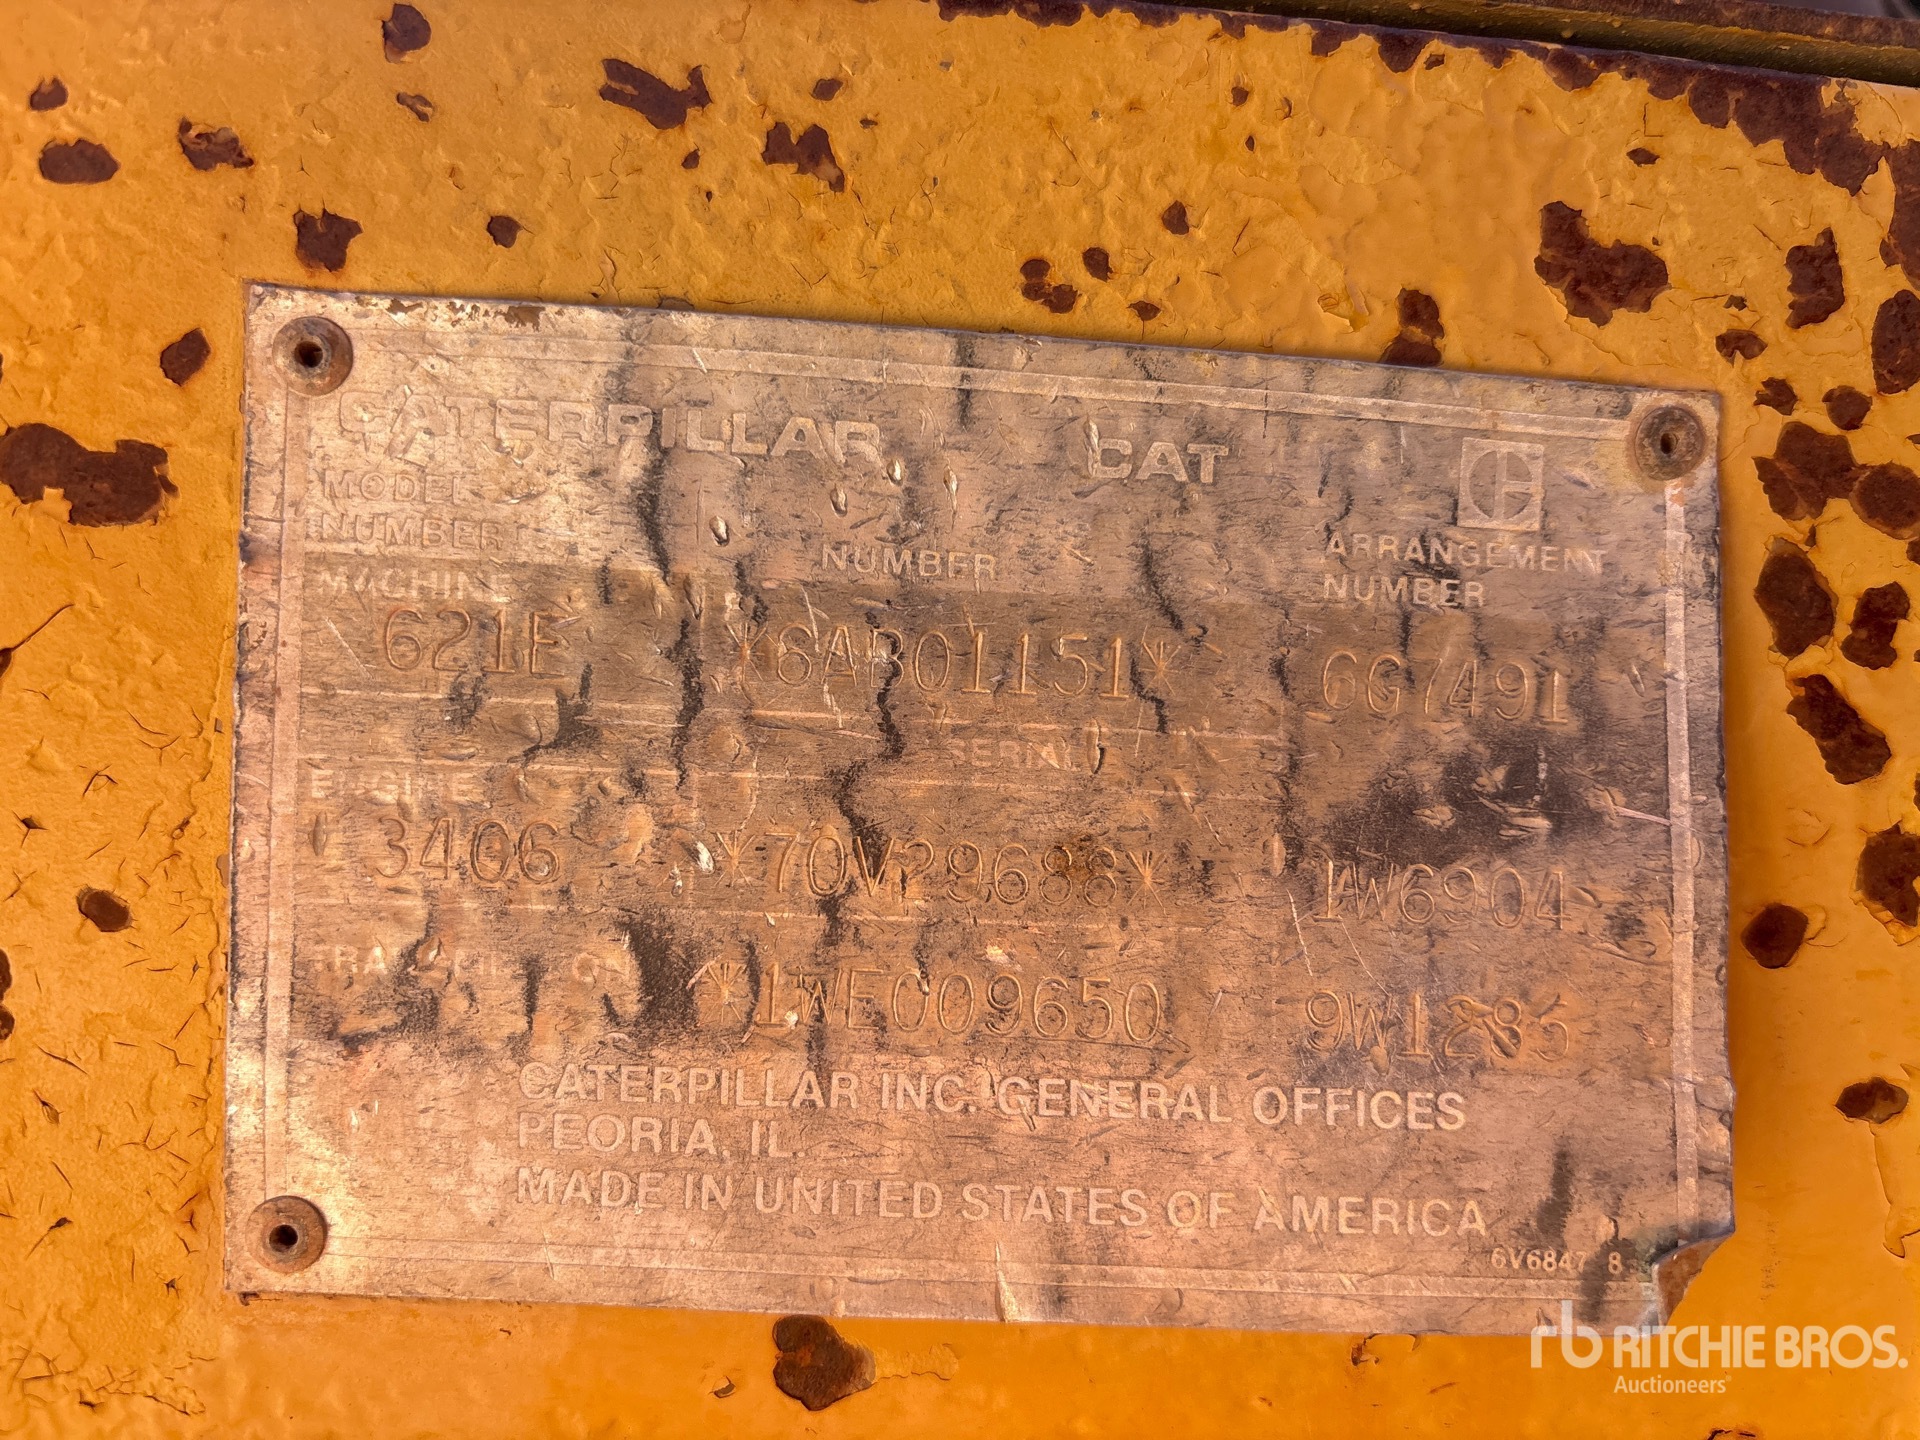 CATERPILLAR CAT
MODEL
NUMBER NUMBER ARRANGEMENT
NUMBER
MACHINE
621E *6AB01151* 6G7491
SERIAL
ENGINE
3406 *70V29688* 1W6904
*1WE009650 9W1285
CATERPILLAR INC. GENERAL OFFICES
PEORIA, IL.
MADE IN UNITED STATES OF AMERICA
6V6847 8
rb RITCHIE BROS.
Auctioneers